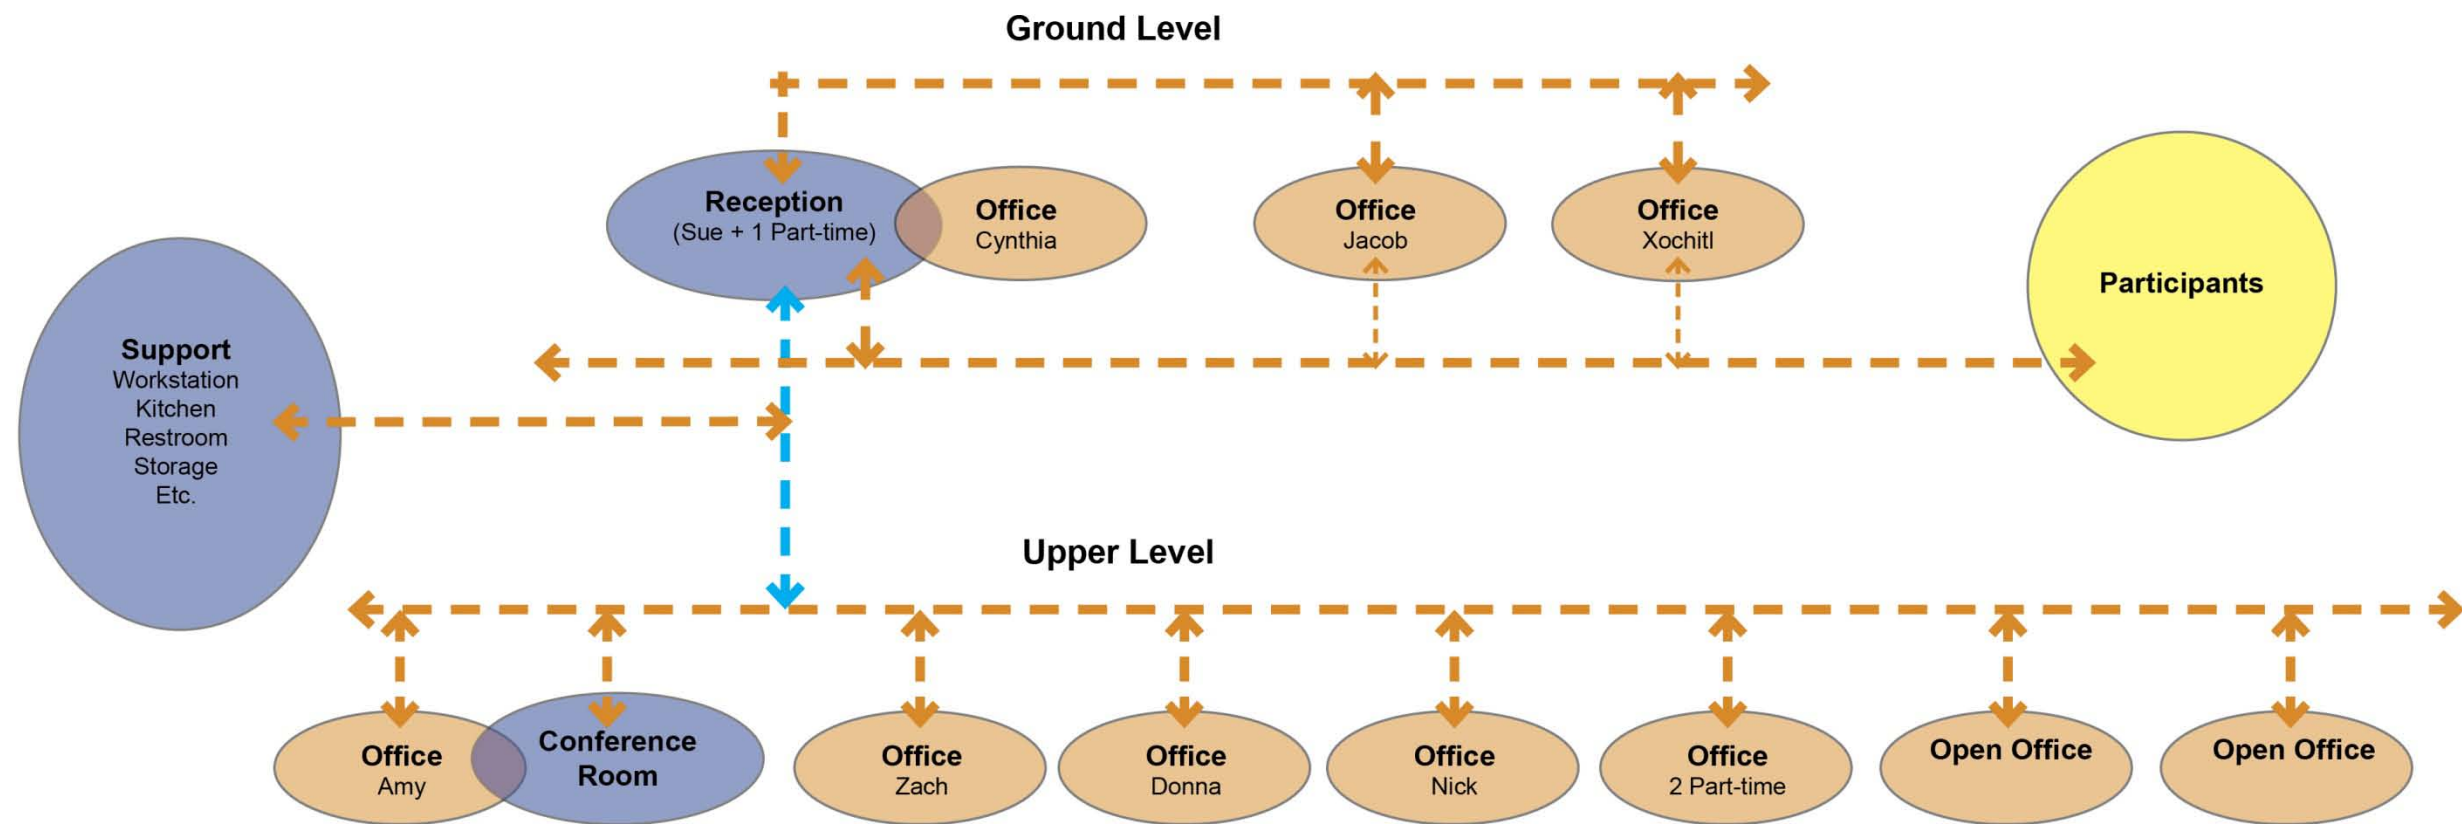 Ground Level
Reception
(Sue + 1 Part-time)
Office
Cynthia
Office
Jacob
Office
Xochitl
Participants
Support
Workstation
Kitchen
Restroom
Storage
Etc.
Upper Level
Office
Amy
Conference
Room
Office
Zach
Office
Donna
Office
Nick
Office
2 Part-time
Open Office
Open Office